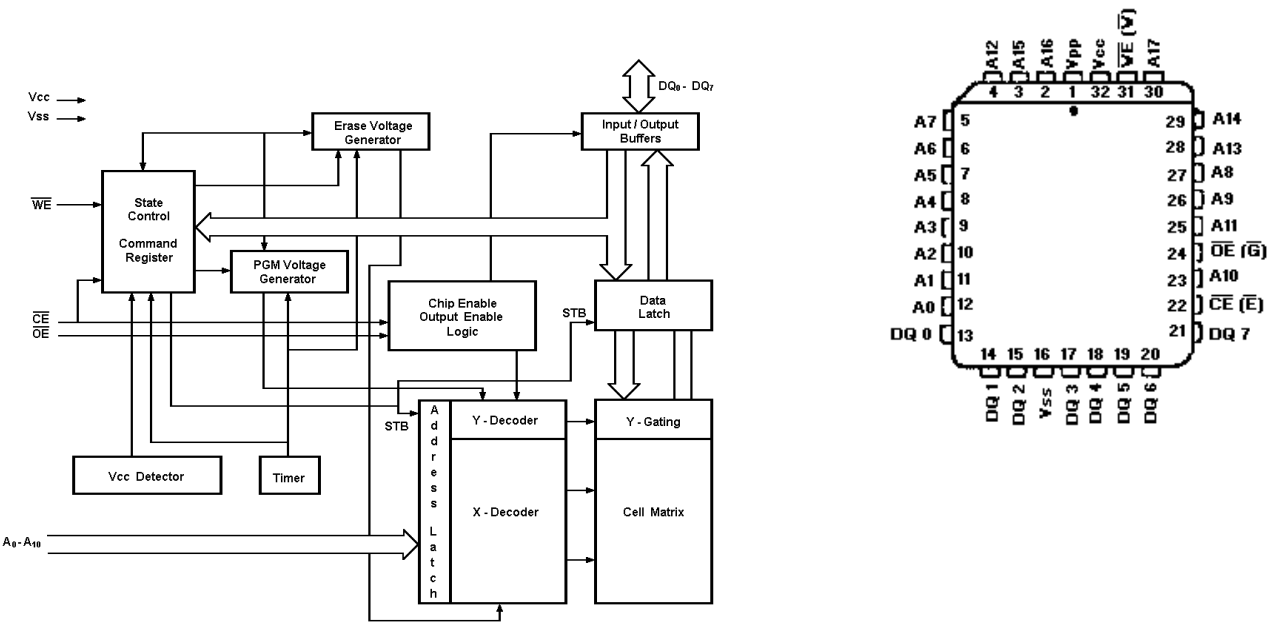 Vcc
Vss
WE
CE
OE
A0-A10
State
Control
Command
Register
Erase Voltage
Generator
PGM Voltage
Generator
Chip Enable
Output Enable
Logic
Vcc Detector
Timer
DQ0 - DQ7
Input / Output
Buffers
STB
Data
Latch
STB
Address Latch
Y - Decoder
X - Decoder
Y - Gating
Cell Matrix
A12
A15
A16
Vpp
Vcc
WE (W)
A17
4 3 2 1 32 31 30
A7 5
A6 6
A5 7
A4 8
A3 9
A2 10
A1 11
A0 12
DQ 0 13
29 A14
28 A13
27 A8
26 A9
25 A11
24 OE (G)
23 A10
22 CE (E)
21 DQ 7
14 15 16 17 18 19 20
DQ 1
DQ 2
Vss
DQ 3
DQ 4
DQ 5
DQ 6